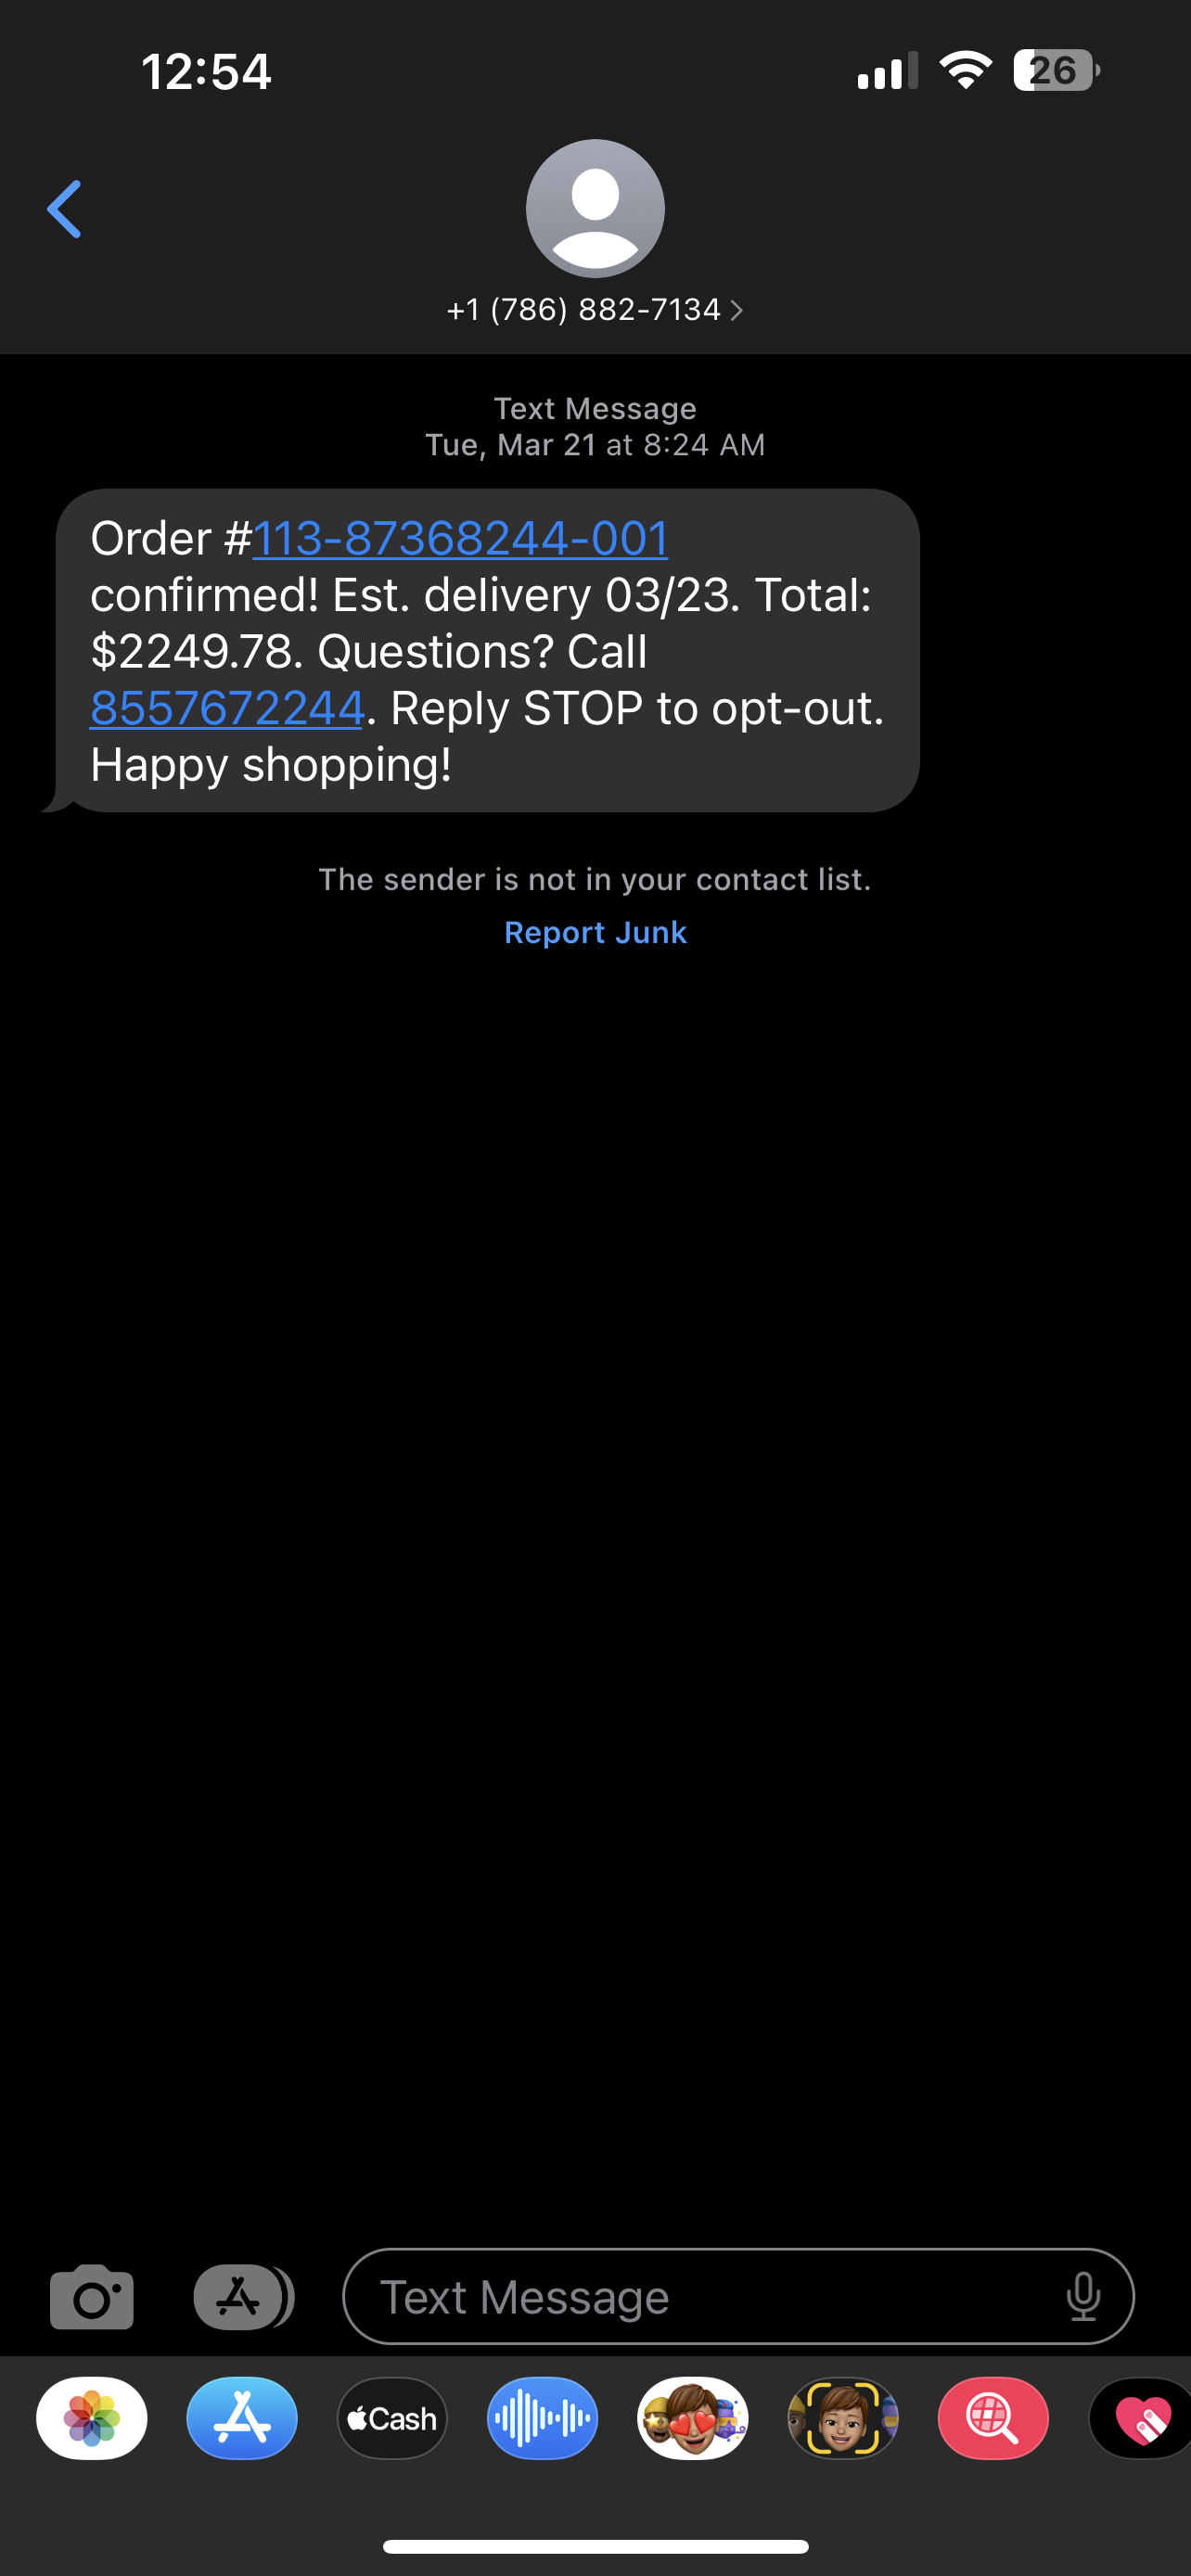 12:54
26
+1 (786) 882-7134
Text Message
Tue, Mar 21 at 8:24 AM
Order #113-87368244-001
confirmed! Est. delivery 03/23. Total:
$2249.78. Questions? Call
8557672244. Reply STOP to opt-out.
Happy shopping!
The sender is not in your contact list.
Report Junk
Text Message
Cash